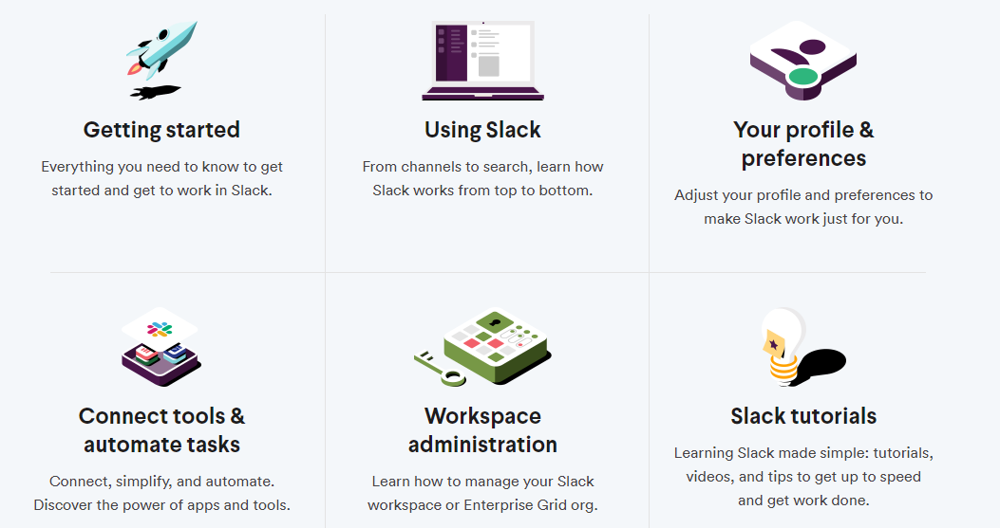 Getting started
Everything you need to know to get
started and get to work in Slack.
Using Slack
From channels to search, learn how
Slack works from top to bottom.
Your profile &
preferences
Adjust your profile and preferences to
make Slack work just for you.
Connect tools &
automate tasks
Connect, simplify, and automate.
Discover the power of apps and tools.
Workspace
administration
Learn how to manage your Slack
workspace or Enterprise Grid org.
Slack tutorials
Learning Slack made simple: tutorials,
videos, and tips to get up to speed
and get work done.